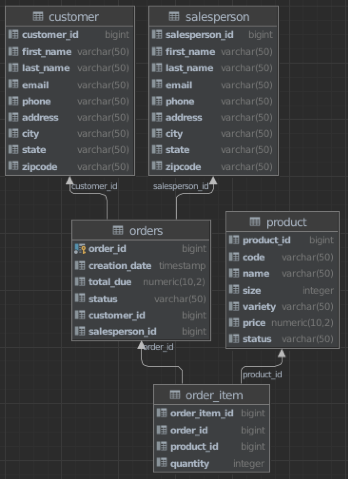 customer
customer_id bigint
first_name varchar(50)
last_name varchar(50)
email varchar(50)
phone varchar(50)
address varchar(50)
city varchar(50)
state varchar(50)
zipcode varchar(50)
salesperson
salesperson_id bigint
first_name varchar(50)
last_name varchar(50)
email varchar(50)
phone varchar(50)
address varchar(50)
city varchar(50)
state varchar(50)
zipcode varchar(50)
customer_id
salesperson_id
orders
order_id bigint
creation_date timestamp
total_due numeric(10,2)
status varchar(50)
customer_id bigint
salesperson_id bigint
product
product_id bigint
code varchar(50)
name varchar(50)
size integer
variety varchar(50)
price numeric(10,2)
status varchar(50)
order_id
product_id
order_item
order_item_id bigint
order_id bigint
product_id bigint
quantity integer